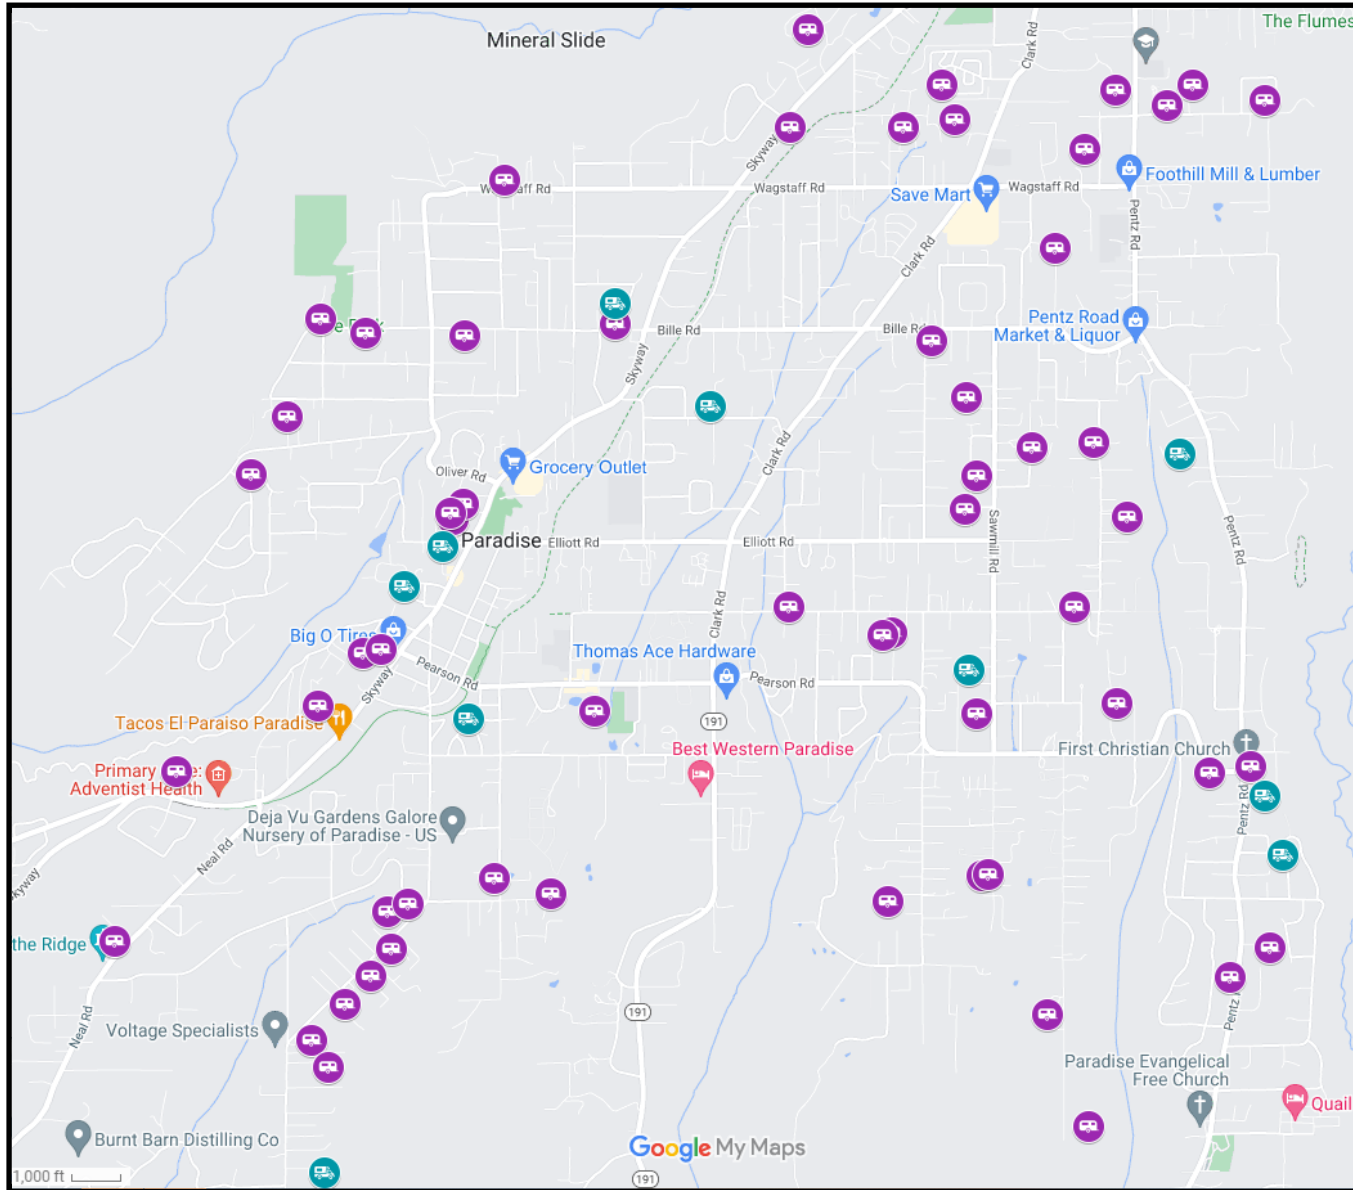 The Flumes
Mineral Slide
Clark Rd
Skyway
Wagstaff Rd
Wagstaff Rd
Save Mart
Wagstaff Rd
Foothill Mill & Lumber
Pentz Rd
Clark Rd
Pentz Road
Market & Liquor
Bille Rd
Bille Rd
Skyway
Clark Rd
Oliver Rd
Grocery Outlet
Paradise
Elliott Rd
Elliott Rd
Sawmill Rd
Pentz Rd
Clark Rd
Big O Tires
Thomas Ace Hardware
Pearson Rd
Pearson Rd
Skyway
Tacos El Paraiso Paradise
191
Best Western Paradise
First Christian Church
Primary
Adventist Health
Pentz Rd
Deja Vu Gardens Galore
Nursery of Paradise - US
Neal Rd
Skyway
the Ridge
191
Neal Rd
Voltage Specialists
Pentz
Paradise Evangelical
Free Church
Quail
Burnt Barn Distilling Co
Google My Maps
1,000 ft
191